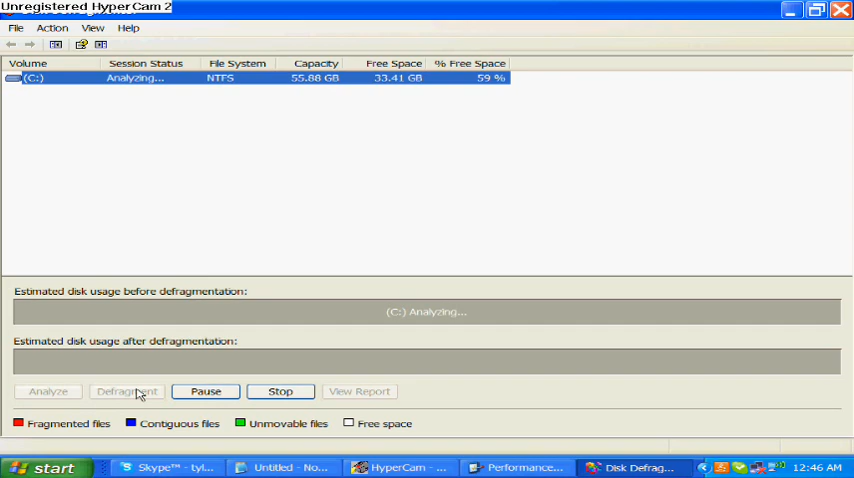 Unregistered HyperCam 2
File Action View Help
Volume Session Status File System Capacity Free Space % Free Space
(C:) Analyzing... NTFS 55.88 GB 33.41 GB 59 %
Estimated disk usage before defragmentation:
(C:) Analyzing...
Estimated disk usage after defragmentation:
Analyze Defragment Pause Stop View Report
Fragmented files Contiguous files Unmovable files Free space
start Skype™ - tyl... Untitled - No... HyperCam - ... Performance... Disk Defrag... 12:46 AM